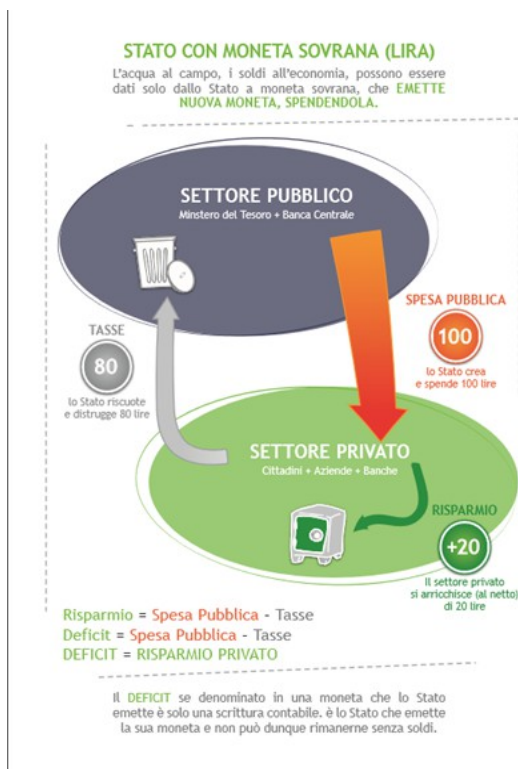 STATO CON MONETA SOVRANA (LIRA)
L'acqua al campo, i soldi all'economia, possono essere
dati solo dallo Stato a moneta sovrana, che EMETTE
NUOVA MONETA, SPENDENDOLA.
SETTORE PUBBLICO
Minstero del Tesoro + Banca Centrale
SPESA PUBBLICA
100
lo Stato crea
e spende 100 lire
TASSE
80
lo Stato riscuote
e distrugge 80 lire
SETTORE PRIVATO
Cittadini + Aziende + Banche
RISPARMIO
+20
Il settore privato
si arricchisce (al netto)
di 20 lire
Risparmio = Spesa Pubblica - Tasse
Deficit = Spesa Pubblica - Tasse
DEFICIT = RISPARMIO PRIVATO
Il DEFICIT se denominato in una moneta che lo Stato
emette è solo una scrittura contabile. è lo Stato che emette
la sua moneta e non può dunque rimanerne senza soldi.